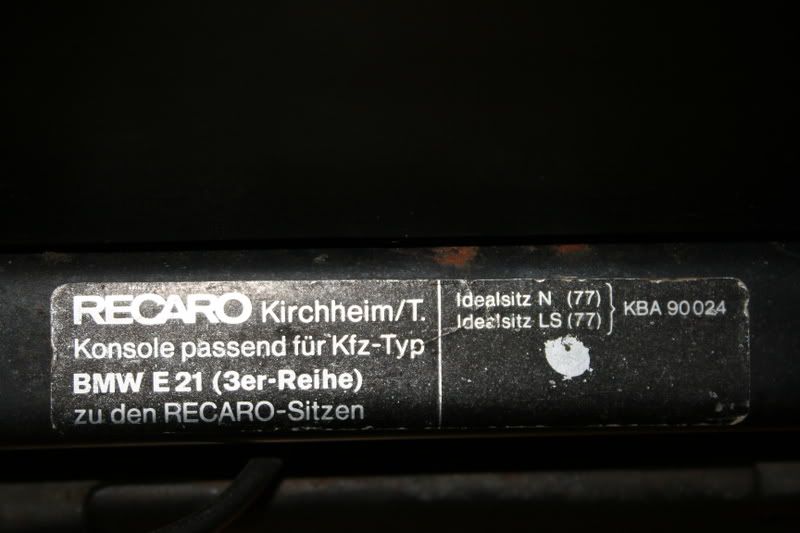 RECARO Kirchheim/T.
Konsole passend für Kfz-Typ
BMW E 21 (3er-Reihe)
zu den RECARO-Sitzen
Idealsitz N (77)
Idealsitz LS (77)
KBA 90024